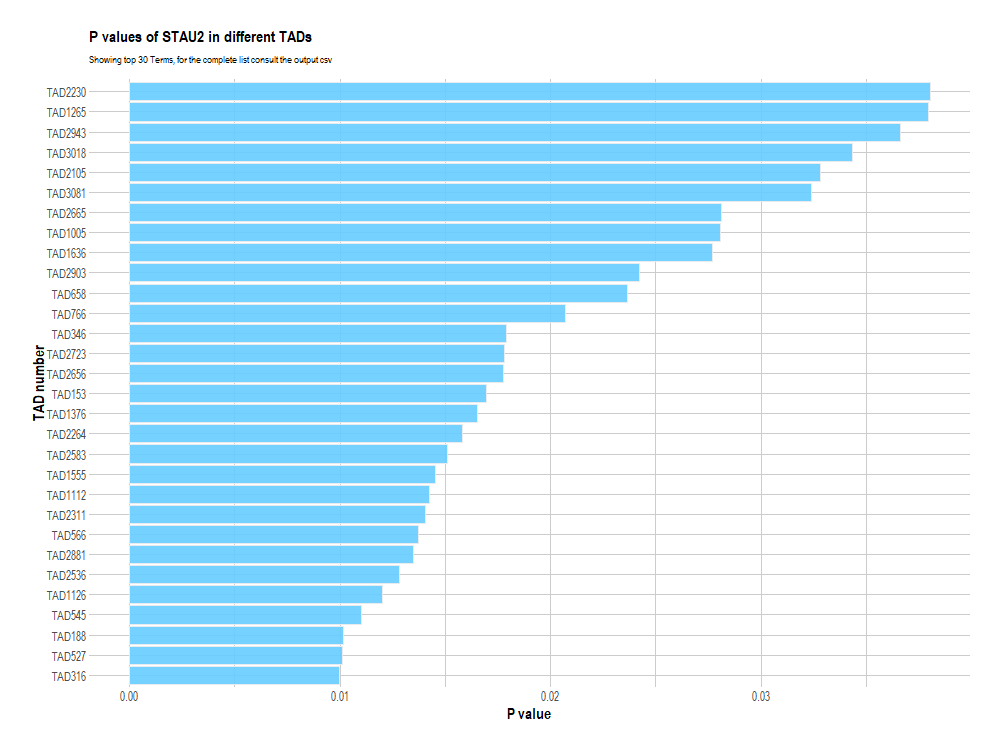 P values of STAU2 in different TADs
Showing top 30 Terms, for the complete list consult the output csv
TAD2230
TAD1265
TAD2943
TAD3018
TAD2105
TAD3081
TAD2665
TAD1005
TAD1636
TAD2903
TAD658
TAD766
TAD346
TAD2723
TAD2656
TAD153
TAD1376
TAD2264
TAD2583
TAD1555
TAD1112
TAD2311
TAD566
TAD2881
TAD2536
TAD1126
TAD545
TAD188
TAD527
TAD316
TAD number
0.00 0.01 0.02 0.03
P value